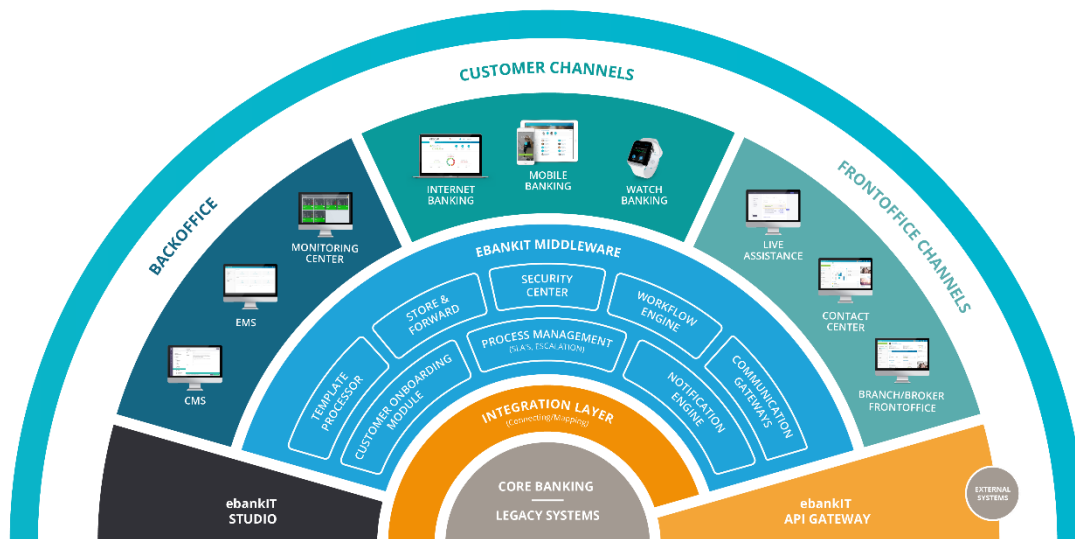 CUSTOMER CHANNELS
BACKOFFICE
FRONTOFFICE CHANNELS
INTERNET
BANKING
MOBILE
BANKING
WATCH
BANKING
MONITORING
CENTER
EMS
CMS
LIVE
ASSISTANCE
CONTACT
CENTER
BRANCH/BROKER
FRONTOFFICE
EBANKIT MIDDLEWARE
TEMPLATE
PROCESSOR
STORE &
FORWARD
SECURITY
CENTER
WORKFLOW
ENGINE
COMMUNICATION
GATEWAYS
CUSTOMER ONBOARDING
MODULE
PROCESS MANAGEMENT
(SLA'S, ESCALATION)
NOTIFICATION
ENGINE
INTEGRATION LAYER
(Connecting/Mapping)
CORE BANKING
LEGACY SYSTEMS
ebankIT
STUDIO
ebankIT
API GATEWAY
EXTERNAL
SYSTEMS